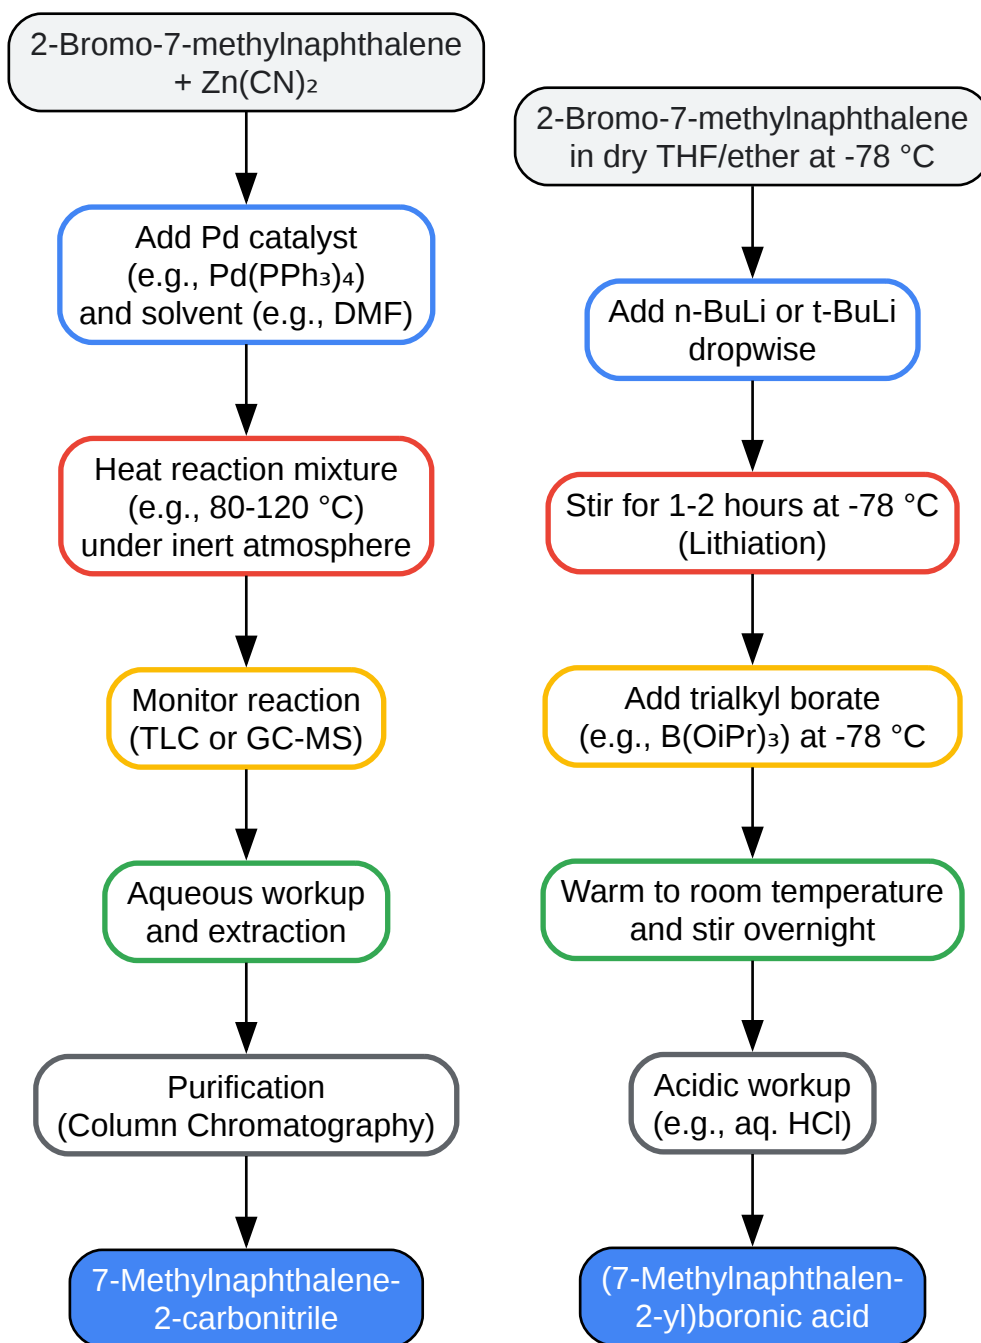 2-Bromo-7-methylnaphthalene
+ Zn(CN)₂
Add Pd catalyst
(e.g., Pd(PPh₃)₄)
and solvent (e.g., DMF)
Heat reaction mixture
(e.g., 80-120 °C)
under inert atmosphere
Monitor reaction
(TLC or GC-MS)
Aqueous workup
and extraction
Purification
(Column Chromatography)
7-Methylnaphthalene-
2-carbonitrile
2-Bromo-7-methylnaphthalene
in dry THF/ether at -78 °C
Add n-BuLi or t-BuLi
dropwise
Stir for 1-2 hours at -78 °C
(Lithiation)
Add trialkyl borate
(e.g., B(OiPr)₃) at -78 °C
Warm to room temperature
and stir overnight
Acidic workup
(e.g., aq. HCl)
(7-Methylnaphthalen-
2-yl)boronic acid